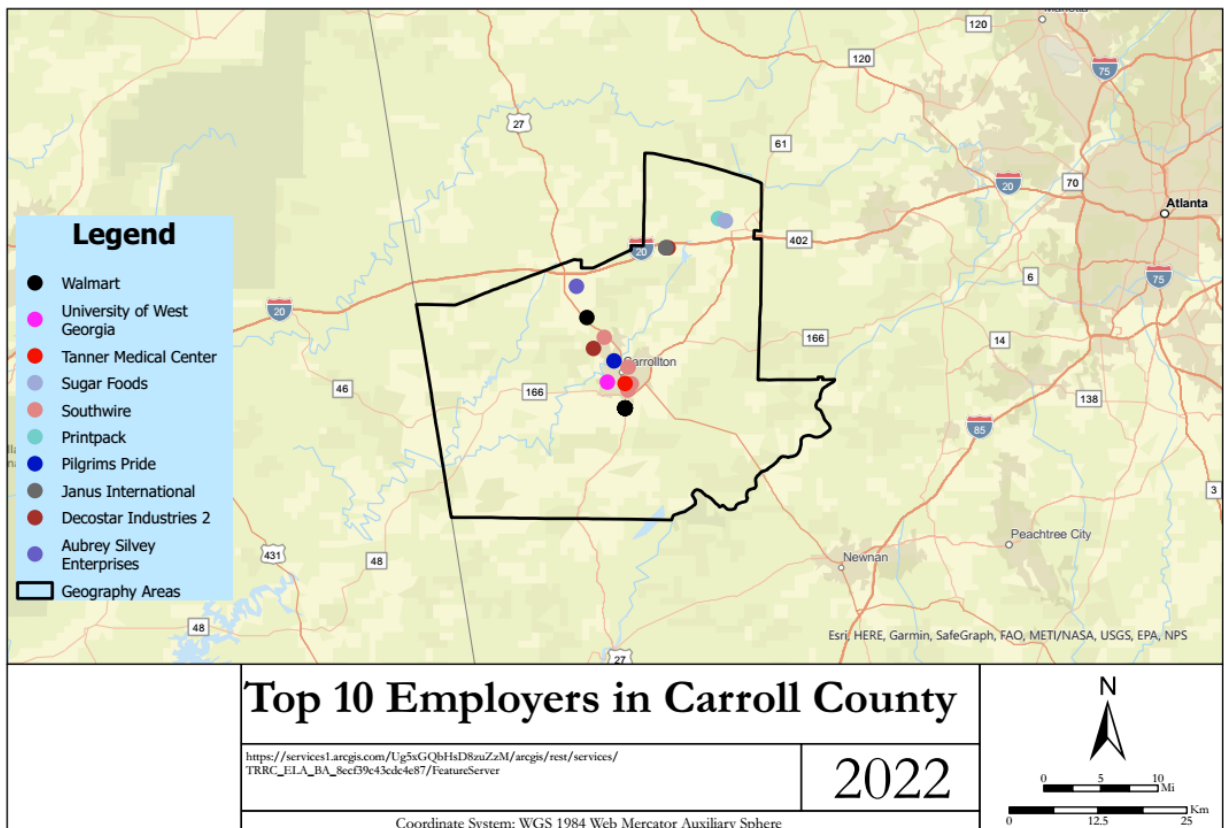 Marietta
120
120
75
27
61
20
70
Atlanta
402
20
6
75
20
166
14
Carrollton
46
166
138
85
3
Peachtree City
Newnan
431
48
48
27
Legend
Walmart
University of West
Georgia
Tanner Medical Center
Sugar Foods
Southwire
Printpack
Pilgrims Pride
Janus International
Decostar Industries 2
Aubrey Silvey
Enterprises
Geography Areas
Esri, HERE, Garmin, SafeGraph, FAO, METI/NASA, USGS, EPA, NPS
Top 10 Employers in Carroll County
https://services1.arcgis.com/Ug5xGQbHsD8zuZzM/arcgis/rest/services/
TRRC_ELA_BA_8ecf39c43cdc4e87/FeatureServer
2022
Coordinate System: WGS 1984 Web Mercator Auxiliary Sphere
N
0 5 10
Mi
Km
0 12.5 25